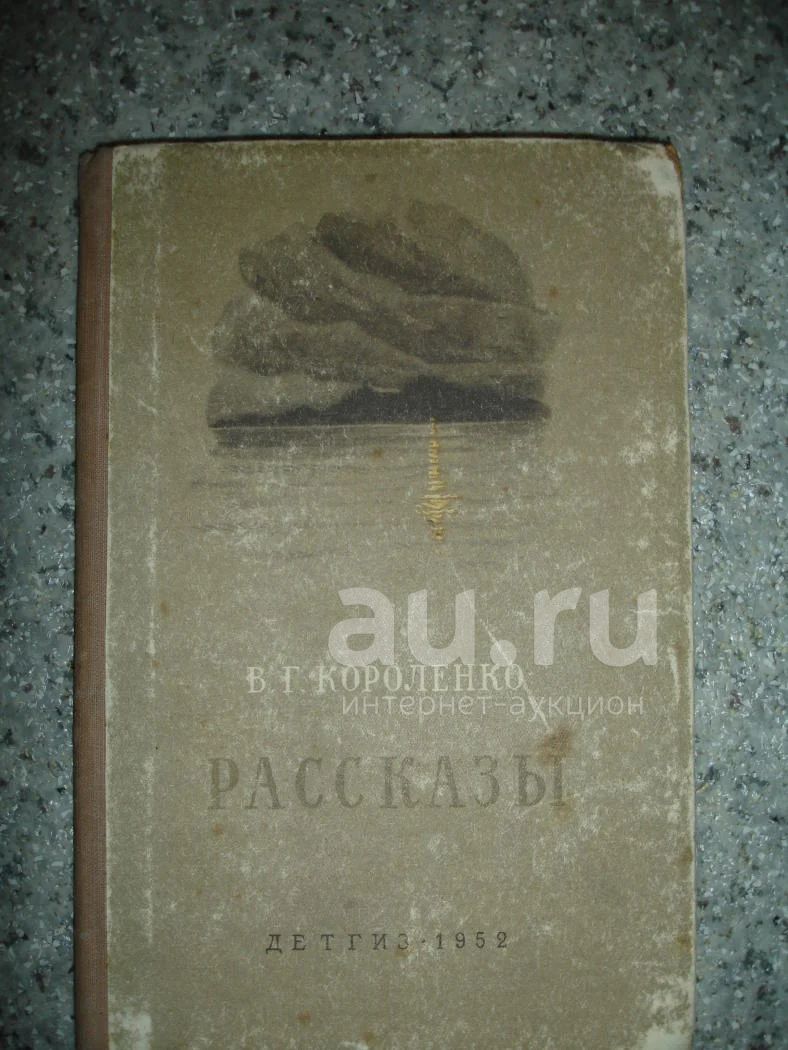 au.ru
В. Г. КОРОЛЕНКО
интернет-аукцион
РАССКАЗЫ
ДЕТГИЗ · 1952